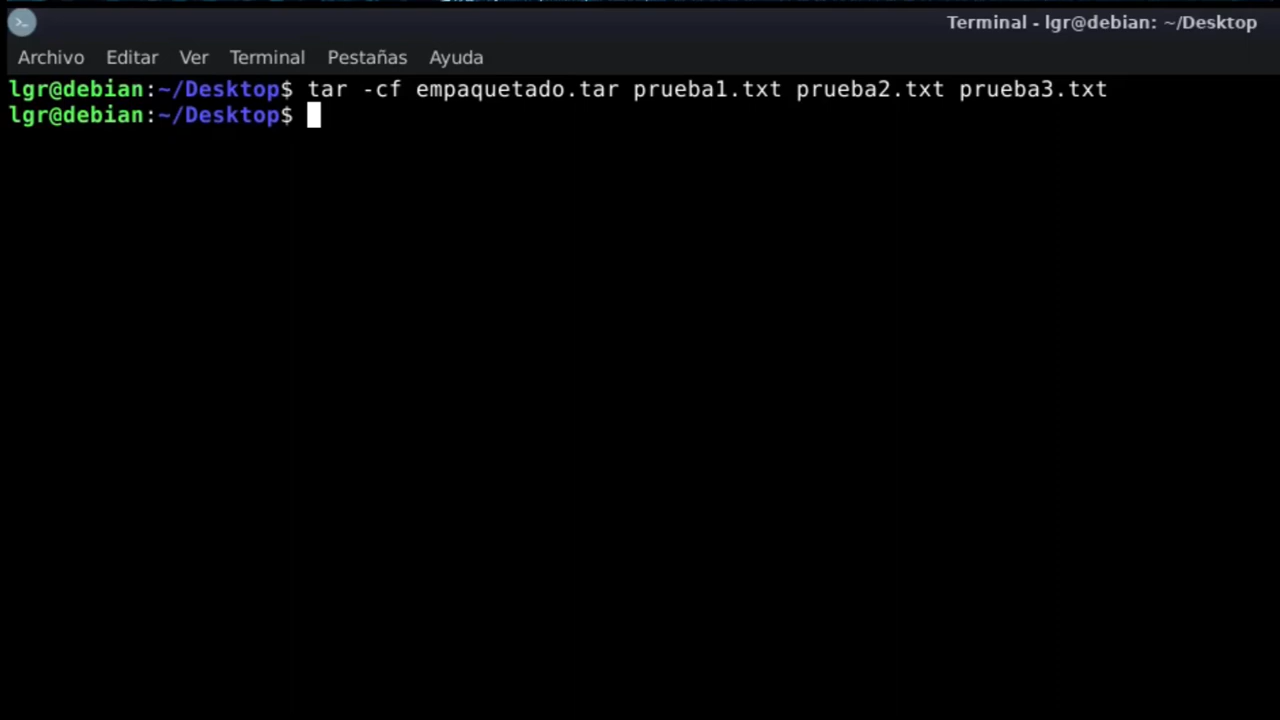 Terminal - lgr@debian: ~/Desktop
Archivo Editar Ver Terminal Pestañas Ayuda
lgr@debian:~/Desktop$ tar -cf empaquetado.tar prueba1.txt prueba2.txt prueba3.txt
lgr@debian:~/Desktop$